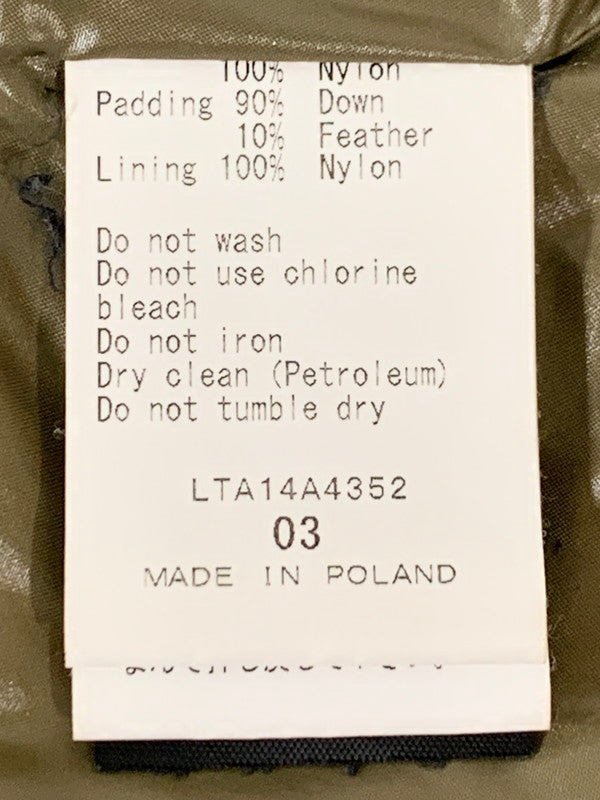 100% Nylon
Padding 90% Down
10% Feather
Lining 100% Nylon
Do not wash
Do not use chlorine
bleach
Do not iron
Dry clean (Petroleum)
Do not tumble dry
LTA14A4352
03
MADE IN POLAND